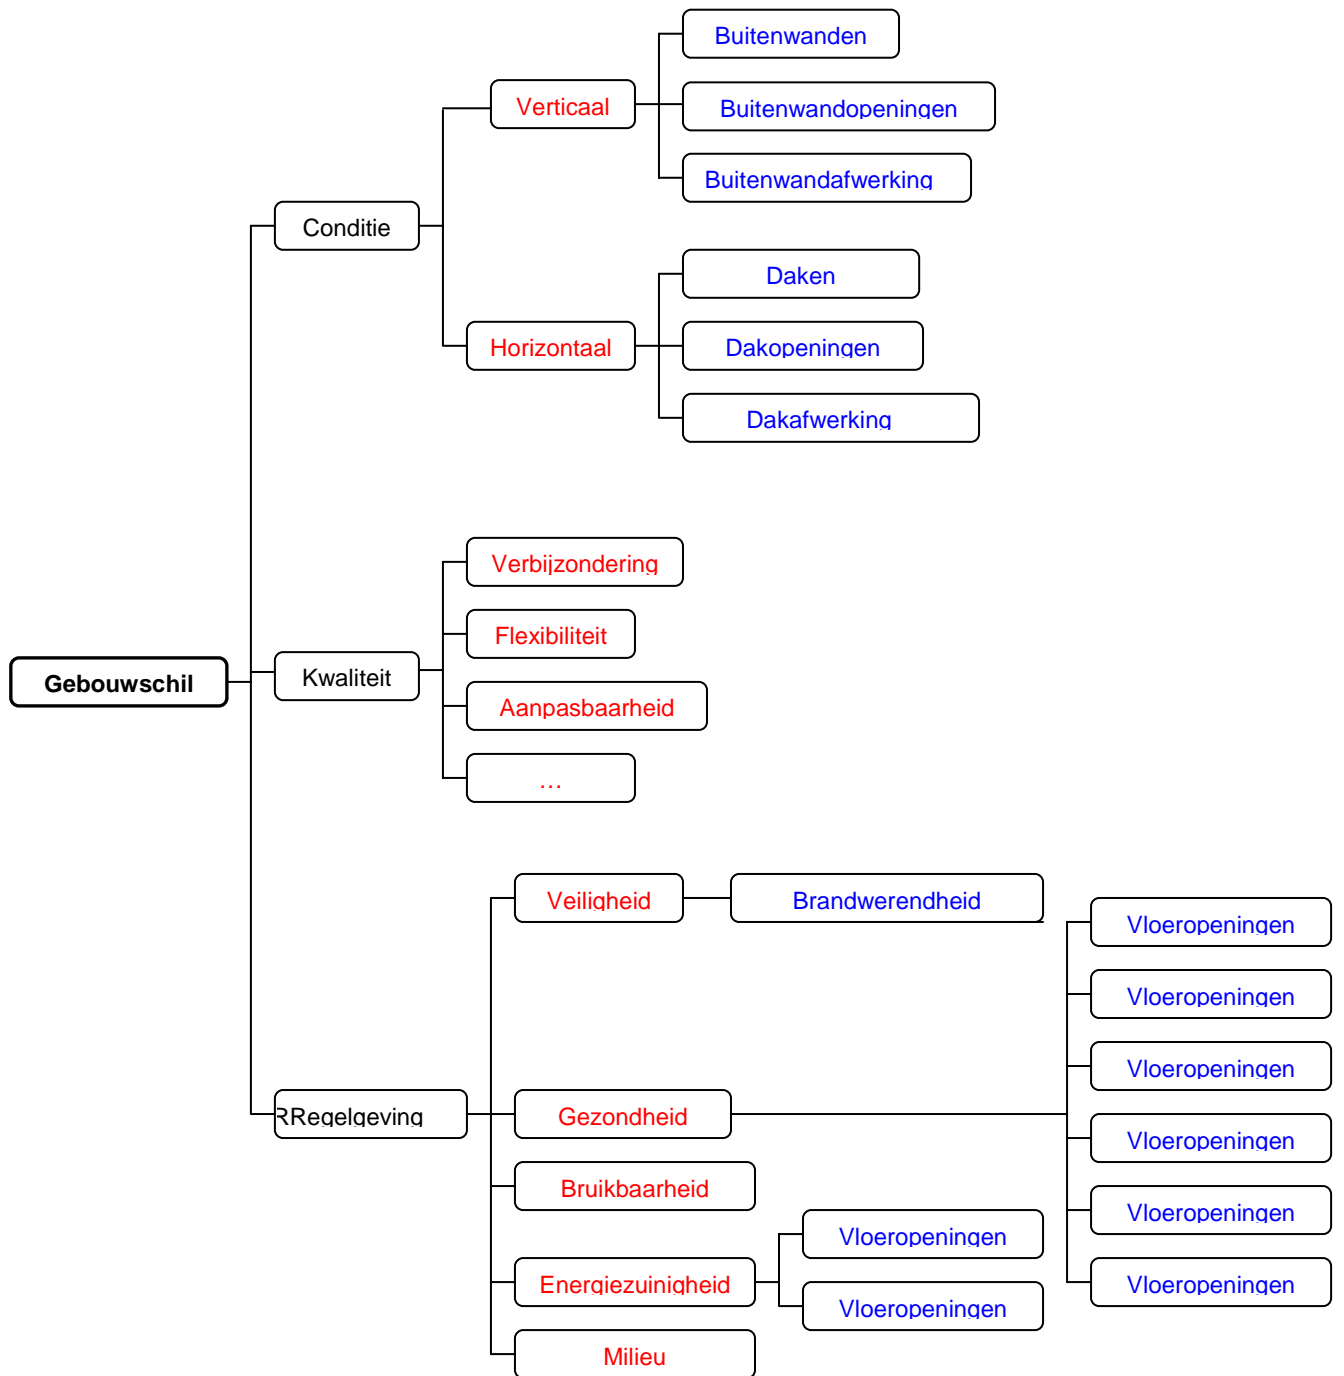 Buitenwanden
Verticaal
Buitenwandopeningen
Buitenwandafwerking
Conditie
Daken
Horizontaal
Dakopeningen
Dakafwerking
Verbijzondering
Flexibiliteit
Gebouwschil
Kwaliteit
Aanpasbaarheid
…
Veiligheid
Brandwerendheid
Vloeropeningen
Vloeropeningen
Vloeropeningen
RRegelgeving
Gezondheid
Vloeropeningen
Bruikbaarheid
Vloeropeningen
Vloeropeningen
Energiezuinigheid
Vloeropeningen
Vloeropeningen
Milieu